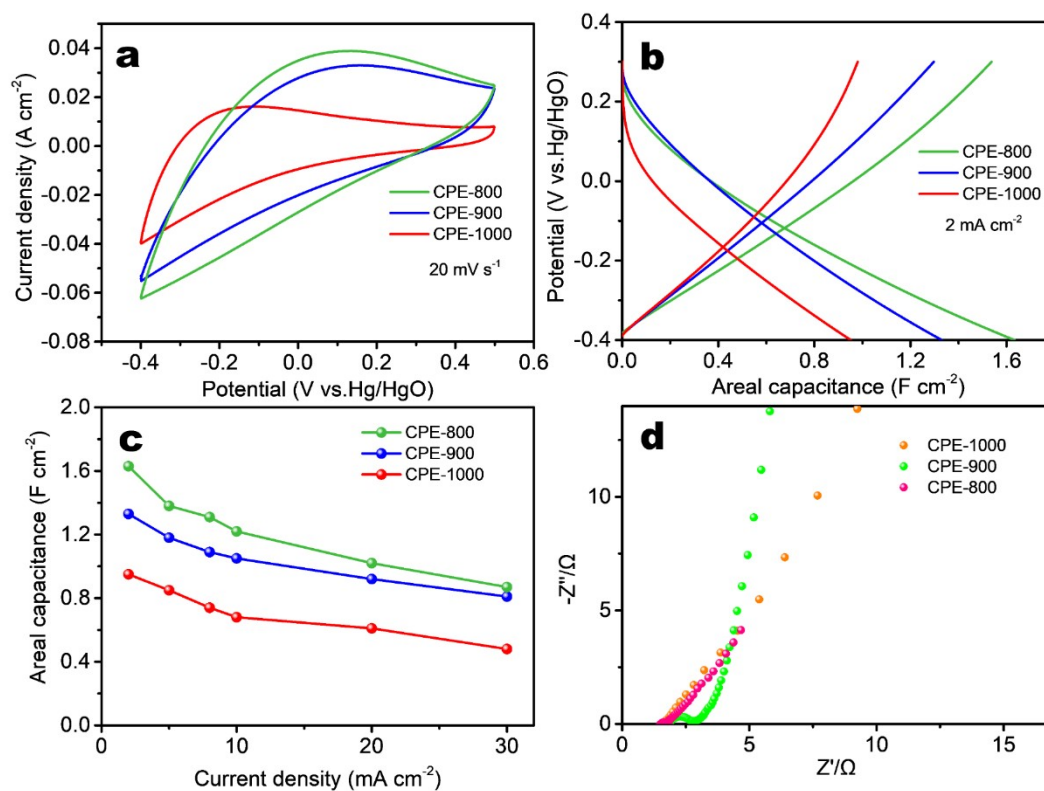 a
0.04
0.02
0.00
-0.02
-0.04
-0.06
-0.08
-0.4 -0.2 0.0 0.2 0.4 0.6
Current density (A cm⁻²)
Potential (V vs.Hg/HgO)
CPE-800
CPE-900
CPE-1000
20 mV s⁻¹
b
0.3
0.0
-0.2
-0.4
0.0 0.4 0.8 1.2 1.6
Potential (V vs.Hg/HgO)
Areal capacitance (F cm⁻²)
CPE-800
CPE-900
CPE-1000
2 mA cm⁻²
c
2.0
1.6
1.2
0.8
0.4
0.0
0 10 20 30
Areal capacitance (F cm⁻²)
Current density (mA cm⁻²)
CPE-800
CPE-900
CPE-1000
d
10
5
0
0 5 10 15
-Z''/Ω
Z'/Ω
CPE-1000
CPE-900
CPE-800